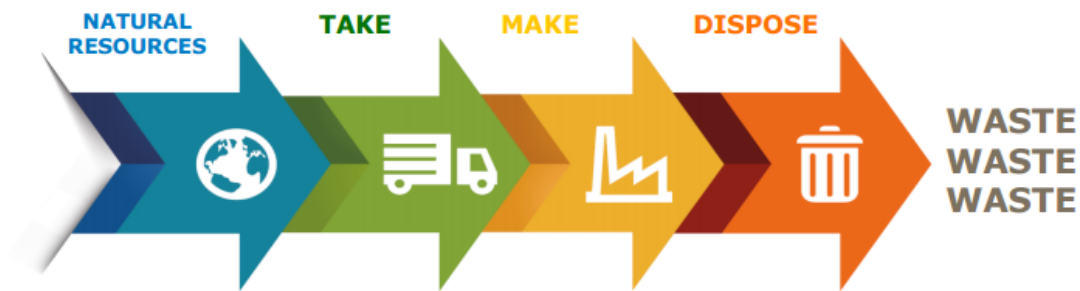 NATURAL
RESOURCES
TAKE
MAKE
DISPOSE
WASTE
WASTE
WASTE